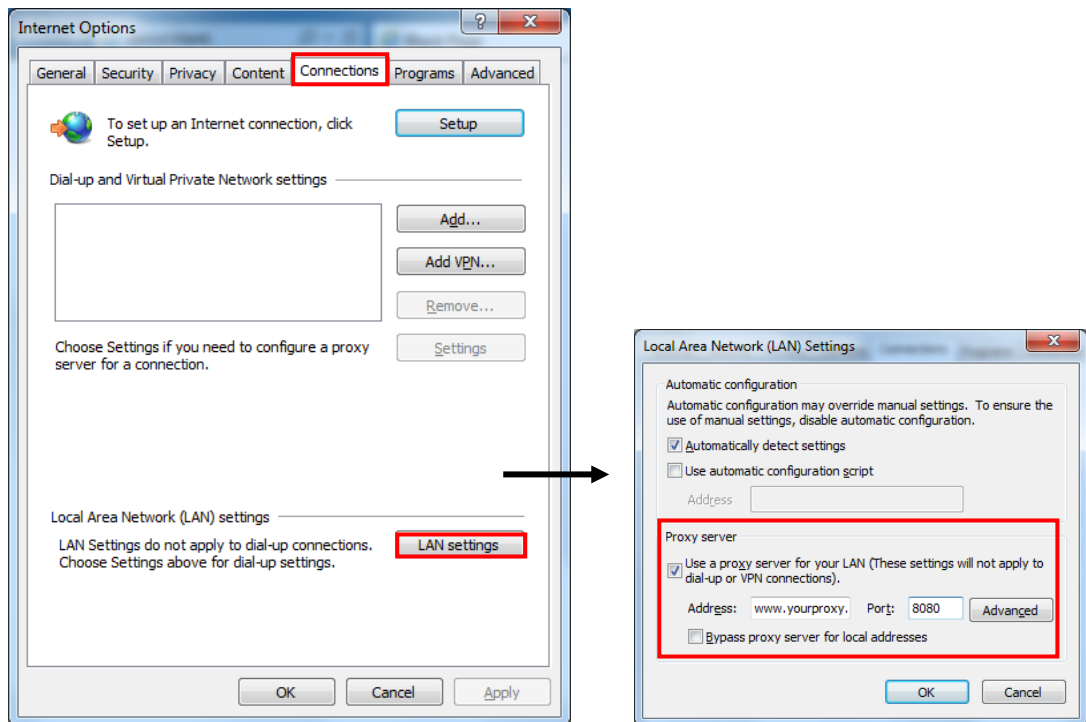 Internet Options
General Security Privacy Content Connections Programs Advanced
To set up an Internet connection, click
Setup.
Setup
Dial-up and Virtual Private Network settings
Add...
Add VPN...
Remove...
Choose Settings if you need to configure a proxy
server for a connection.
Settings
Local Area Network (LAN) settings
LAN Settings do not apply to dial-up connections.
Choose Settings above for dial-up settings.
LAN settings
OK Cancel Apply
Local Area Network (LAN) Settings
Automatic configuration
Automatic configuration may override manual settings. To ensure the
use of manual settings, disable automatic configuration.
Automatically detect settings
Use automatic configuration script
Address
Proxy server
Use a proxy server for your LAN (These settings will not apply to
dial-up or VPN connections).
Address: www.yourproxy. Port: 8080 Advanced
Bypass proxy server for local addresses
OK Cancel